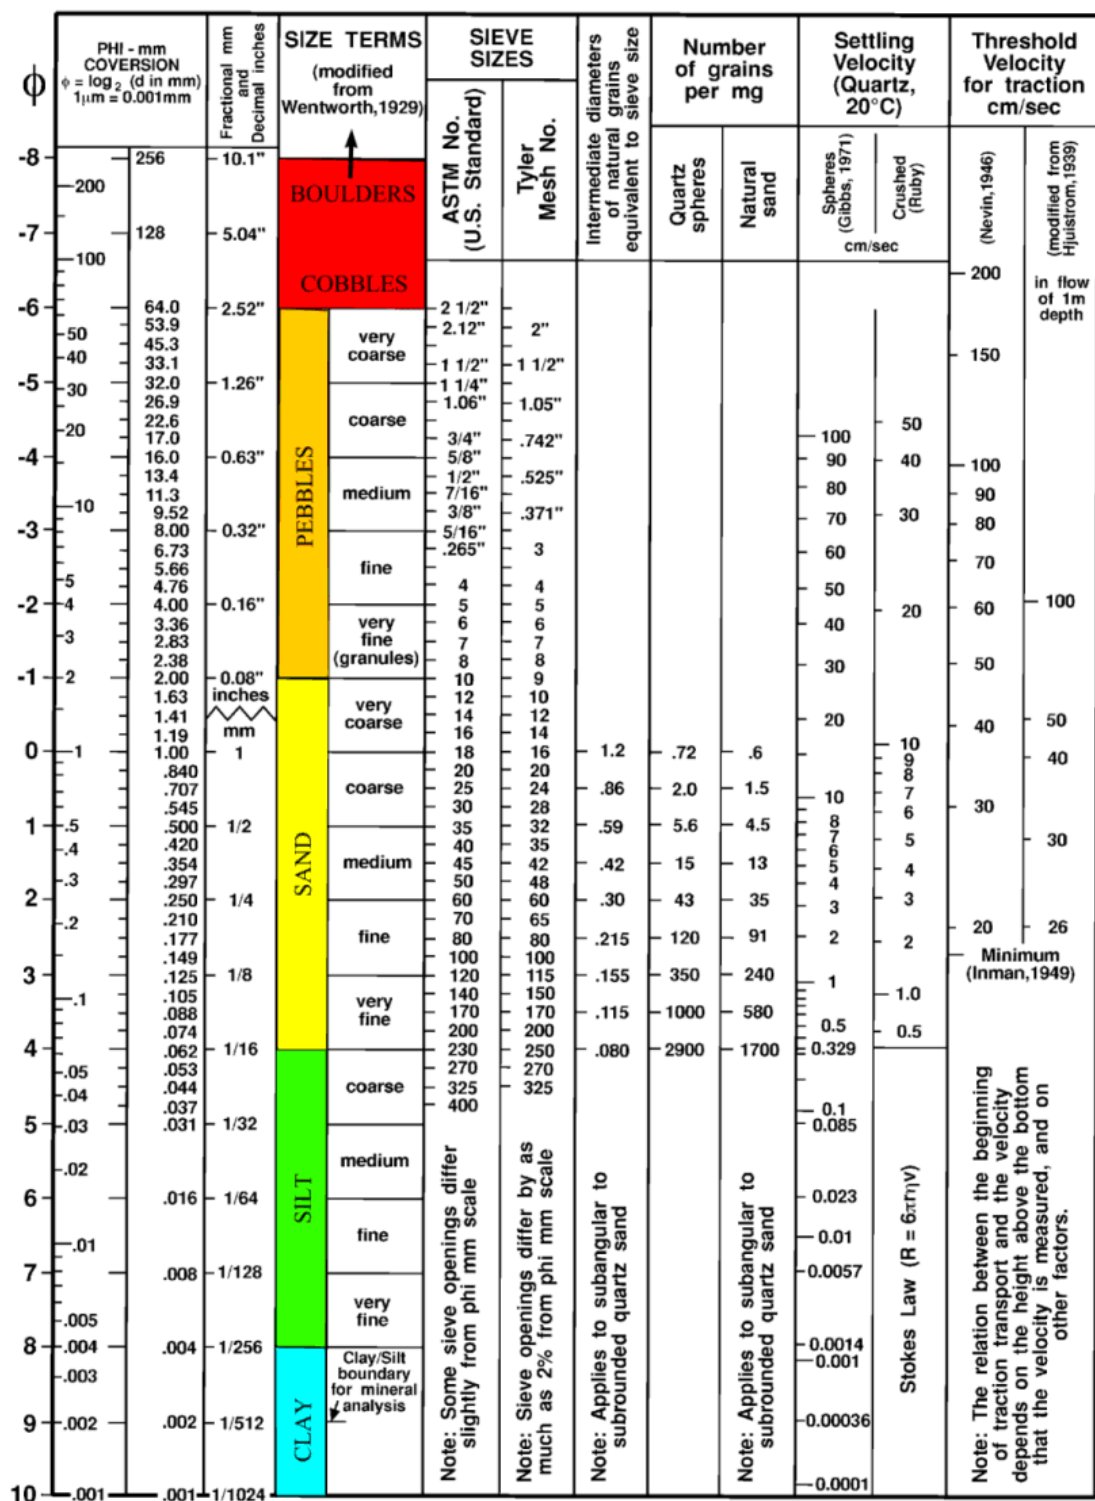 PHI - mm
COVERSION
ϕ = log₂ (d in mm)
1μm = 0.001mm
Fractional mm
and
Decimal inches
SIZE TERMS
(modified
from
Wentworth,1929)
SIEVE
SIZES
ASTM No.
(U.S. Standard)
Tyler
Mesh No.
Intermediate diameters
of natural grains
equivalent to sieve size
Number
of grains
per mg
Quartz
spheres
Natural
sand
Settling
Velocity
(Quartz,
20°C)
Spheres
(Gibbs, 1971)
Crushed
(Ruby)
cm/sec
Threshold
Velocity
for traction
cm/sec
(Nevin,1946)
(modified from
Hjuistrom,1939)
in flow
of 1m
depth
ϕ
-8
-7
-6
-5
-4
-3
-2
-1
0
1
2
3
4
5
6
7
8
9
10
200
100
50
40
30
20
10
5
4
3
2
1
.5
.4
.3
.2
.1
.05
.04
.03
.02
.01
.005
.004
.003
.002
.001
256
128
64.0
53.9
45.3
33.1
32.0
26.9
22.6
17.0
16.0
13.4
11.3
9.52
8.00
6.73
5.66
4.76
4.00
3.36
2.83
2.38
2.00
1.63
1.41
1.19
1.00
.840
.707
.545
.500
.420
.354
.297
.250
.210
.177
.149
.125
.105
.088
.074
.062
.053
.044
.037
.031
.016
.008
.004
.002
.001
10.1"
5.04"
2.52"
1.26"
0.63"
0.32"
0.16"
0.08"
inches
mm
1
1/2
1/4
1/8
1/16
1/32
1/64
1/128
1/256
1/512
1/1024
BOULDERS
COBBLES
PEBBLES
SAND
SILT
CLAY
very
coarse
coarse
medium
fine
very
fine
(granules)
very
coarse
coarse
medium
fine
very
fine
coarse
medium
fine
very
fine
Clay/Silt
boundary
for mineral
analysis
2 1/2"
2.12"
1 1/2"
1 1/4"
1.06"
3/4"
5/8"
1/2"
7/16"
3/8"
5/16"
.265"
4
5
6
7
8
10
12
14
16
18
20
25
30
35
40
45
50
60
70
80
100
120
140
170
200
230
270
325
400
Note: Some sieve openings differ
slightly from phi mm scale
2"
1 1/2"
1.05"
.742"
.525"
.371"
3
4
5
6
7
8
9
10
12
14
16
20
24
28
32
35
42
48
60
65
80
100
115
150
170
200
250
270
325
Note: Sieve openings differ by as
much as 2% from phi mm scale
1.2
.86
.59
.42
.30
.215
.155
.115
.080
Note: Applies to subangular to
subrounded quartz sand
.72
2.0
5.6
15
43
120
350
1000
2900
.6
1.5
4.5
13
35
91
240
580
1700
Note: Applies to subangular to
subrounded quartz sand
100
90
80
70
60
50
40
30
20
10
8
7
6
5
4
3
2
1
0.5
0.329
0.1
0.085
0.023
0.01
0.0057
0.0014
0.001
0.00036
0.0001
50
40
30
20
10
9
8
7
6
5
4
3
2
1.0
0.5
Stokes Law (R = 6πrηv)
200
150
100
90
80
70
60
50
40
30
20
100
50
40
30
26
Minimum
(Inman,1949)
Note: The relation between the beginning
of traction transport and the velocity
depends on the height above the bottom
that the velocity is measured, and on
other factors.